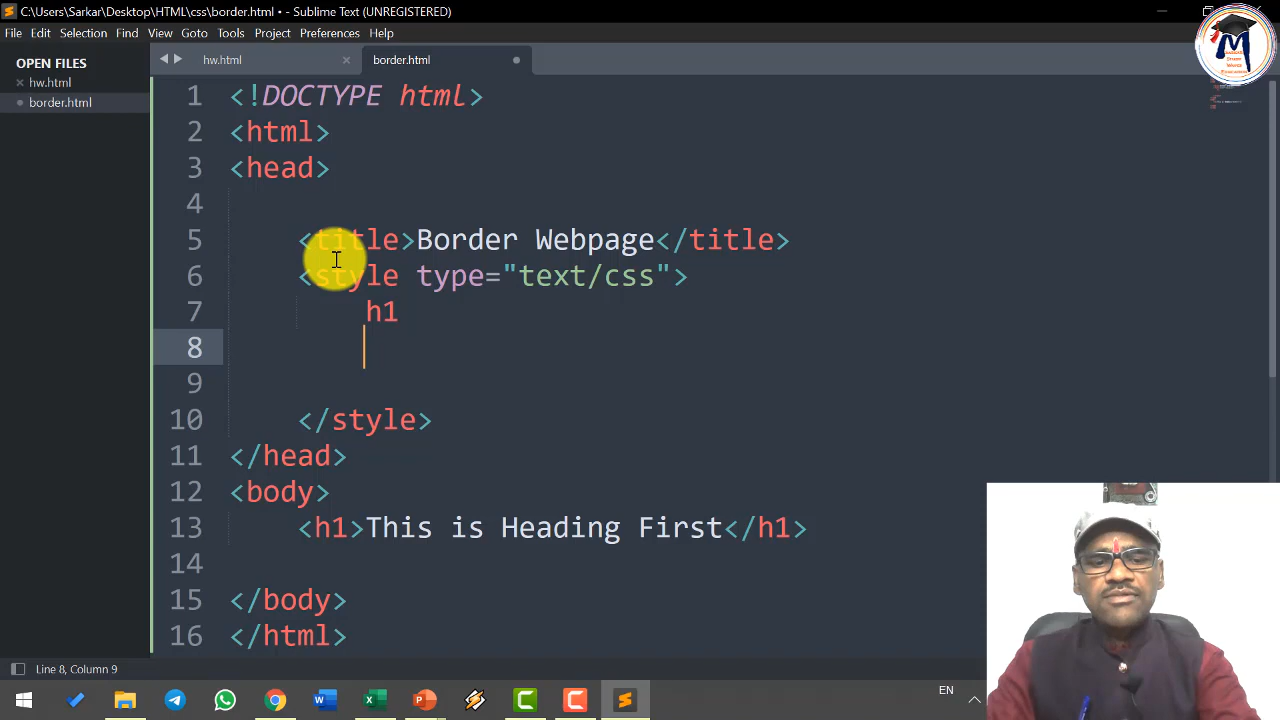 C:\Users\Sarkar\Desktop\HTML\css\border.html • - Sublime Text (UNREGISTERED)
File Edit Selection Find View Goto Tools Project Preferences Help
OPEN FILES
hw.html
border.html
hw.html
border.html
1 <!DOCTYPE html>
2 <html>
3 <head>
4
5 <title>Border Webpage</title>
6 <style type="text/css">
7 h1
8
9
10 </style>
11 </head>
12 <body>
13 <h1>This is Heading First</h1>
14
15 </body>
16 </html>
Line 8, Column 9
EN